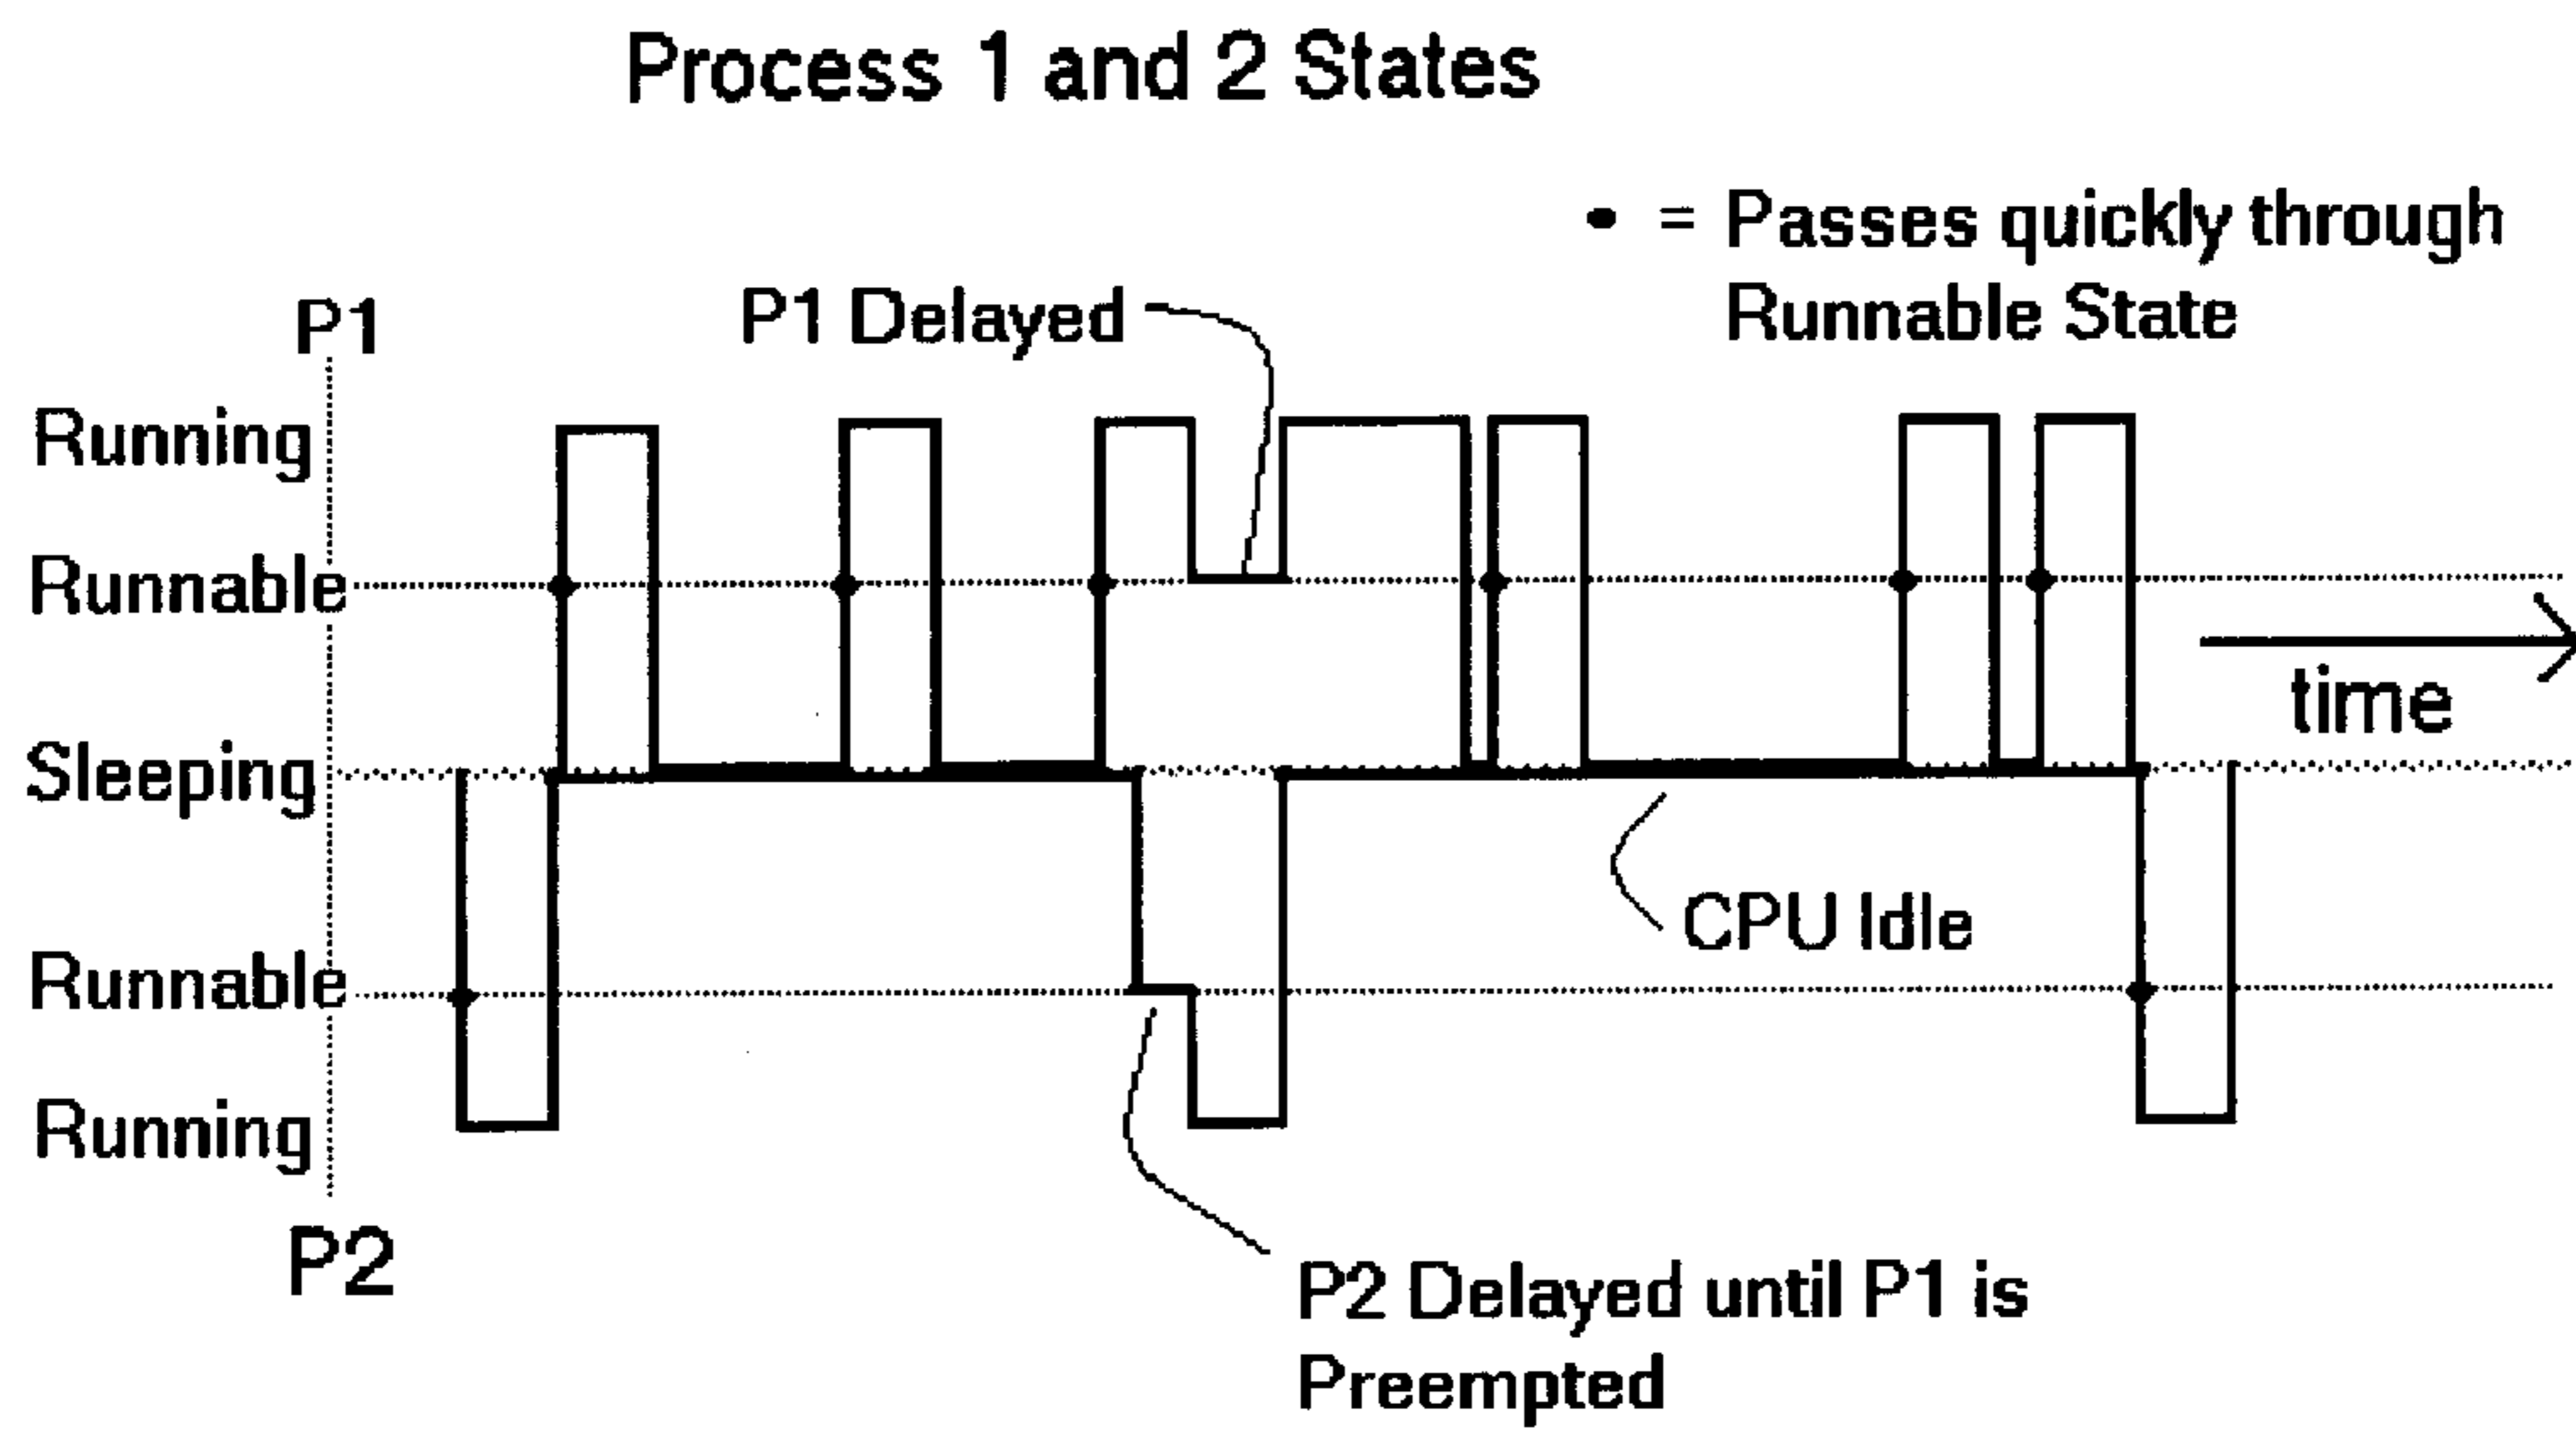 Process 1 and 2 States
• = Passes quickly through
Runnable State
P1
P1 Delayed
Running
Runnable
time
Sleeping
CPU Idle
Runnable
Running
P2
P2 Delayed until P1 is
Preempted